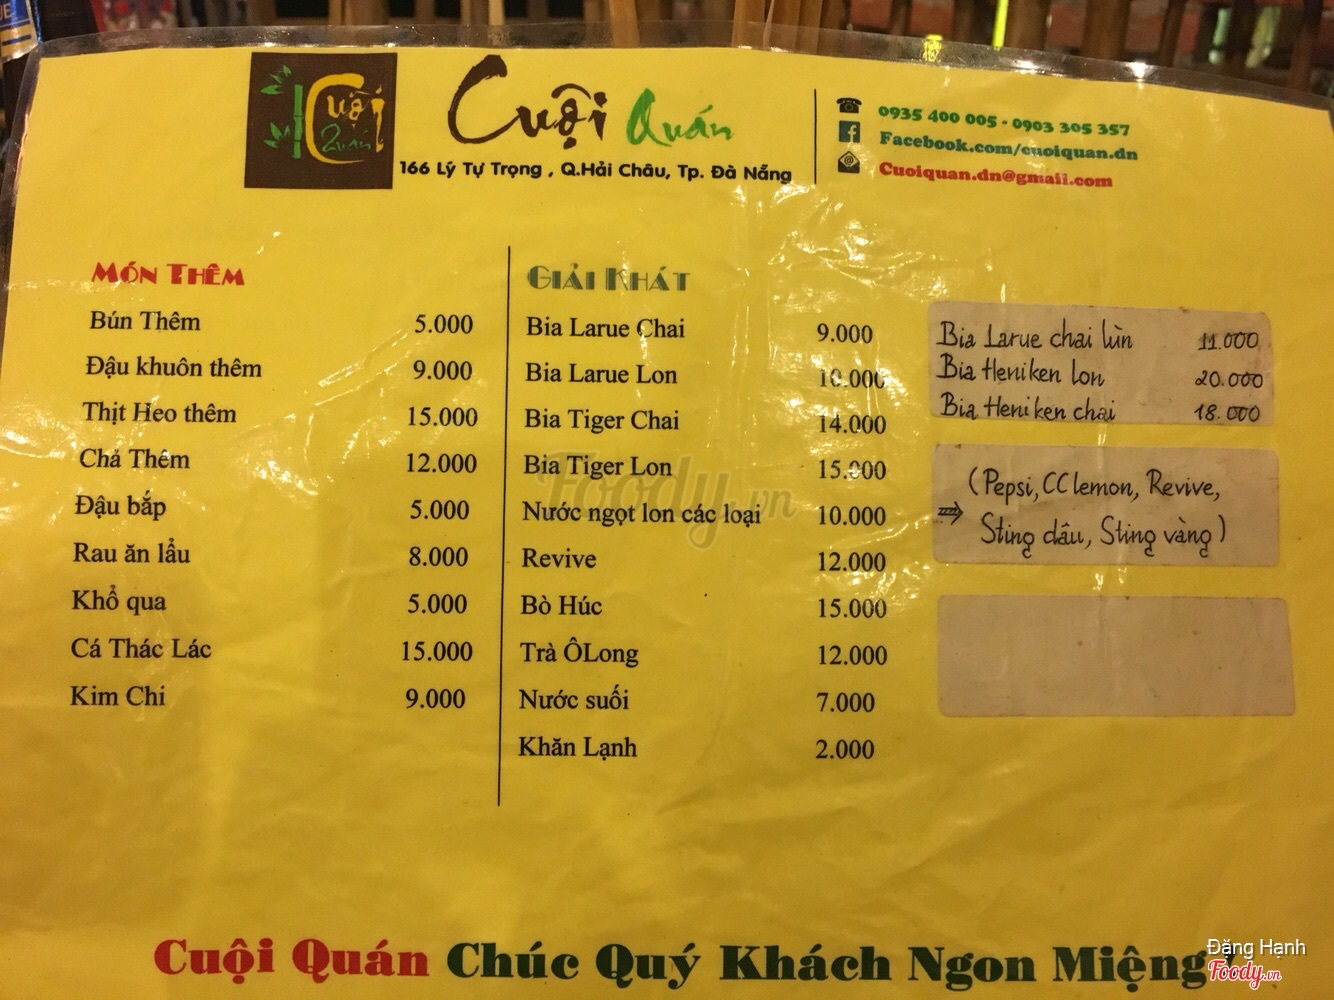 Cuội Quán
Cuội Quán
166 Lý Tự Trọng , Q.Hải Châu, Tp. Đà Nẵng
0935 400 005 - 0903 305 357
Facebook.com/cuoiquan.dn
Cuoiquan.dn@gmail.com
MÓN THÊM
Bún Thêm 5.000
Đậu khuôn thêm 9.000
Thịt Heo thêm 15.000
Chả Thêm 12.000
Đậu bắp 5.000
Rau ăn lẩu 8.000
Khổ qua 5.000
Cá Thác Lác 15.000
Kim Chi 9.000
GIẢI KHÁT
Bia Larue Chai 9.000
Bia Larue Lon 10.000
Bia Tiger Chai 14.000
Bia Tiger Lon 15.000
Nước ngọt lon các loại 10.000
Revive 12.000
Bò Húc 15.000
Trà ÔLong 12.000
Nước suối 7.000
Khăn Lạnh 2.000
Bia Larue chai lùn 11.000
Bia Heniken lon 20.000
Bia Heniken chai 18.000
(Pepsi, CC lemon, Revive,
Sting dâu, Sting vàng)
Foody.vn
Cuội Quán Chúc Quý Khách Ngon Miệng!
Đặng Hạnh
Foody.vn